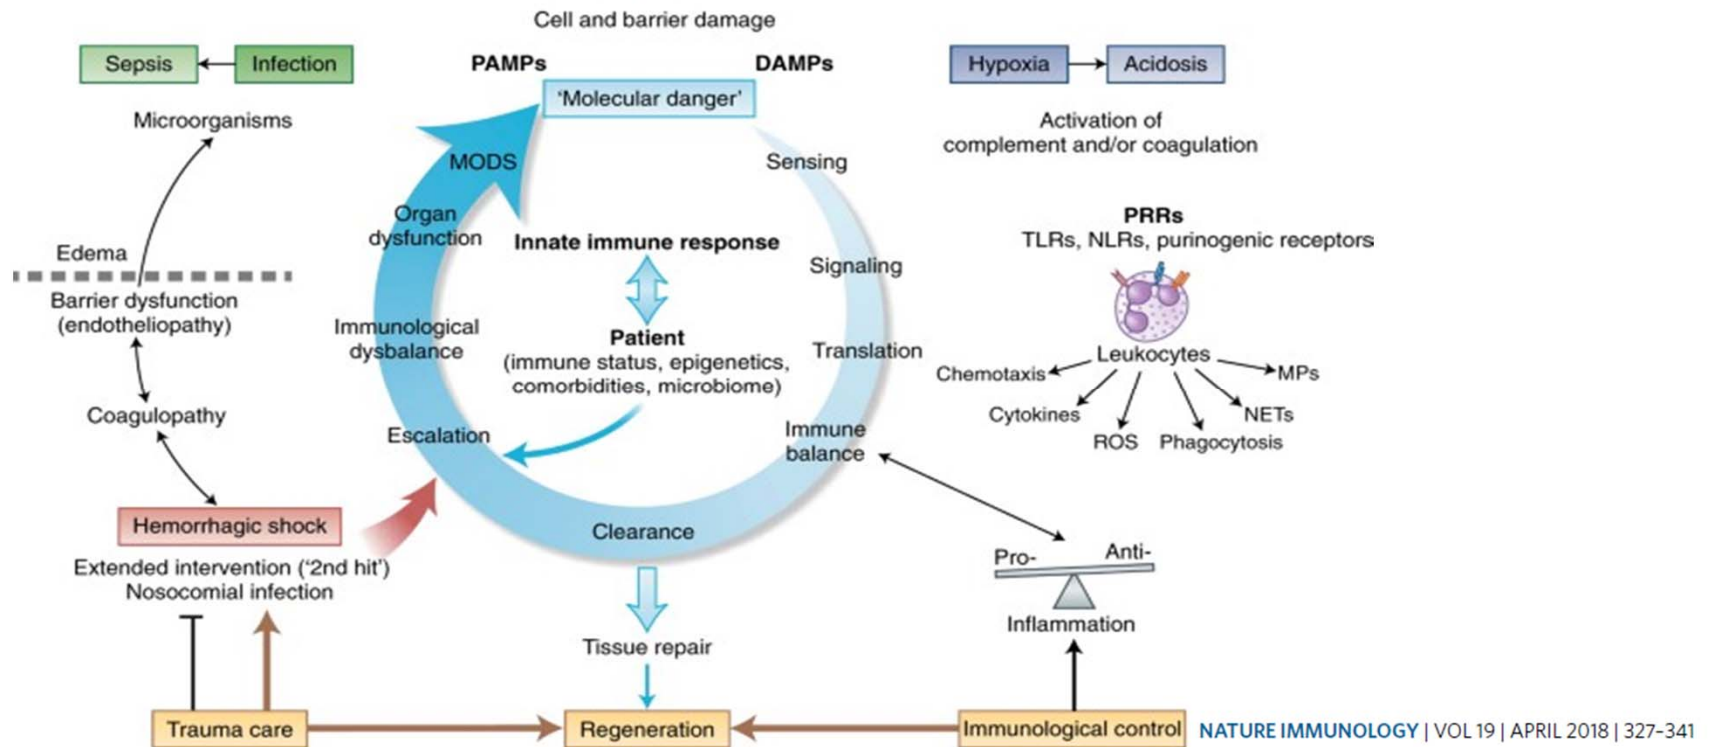 Cell and barrier damage
PAMPs
DAMPs
'Molecular danger'
Sepsis
Infection
Microorganisms
Edema
Barrier dysfunction
(endotheliopathy)
Coagulopathy
Hemorrhagic shock
Extended intervention ('2nd hit')
Nosocomial infection
Trauma care
MODS
Organ
dysfunction
Immunological
dysbalance
Escalation
Innate immune response
Patient
(immune status, epigenetics,
comorbidities, microbiome)
Sensing
Signaling
Translation
Immune
balance
Clearance
Tissue repair
Regeneration
Hypoxia
Acidosis
Activation of
complement and/or coagulation
PRRs
TLRs, NLRs, purinogenic receptors
Leukocytes
Chemotaxis
Cytokines
ROS
Phagocytosis
NETs
MPs
Pro-
Anti-
Inflammation
Immunological control
NATURE IMMUNOLOGY | VOL 19 | APRIL 2018 | 327–341